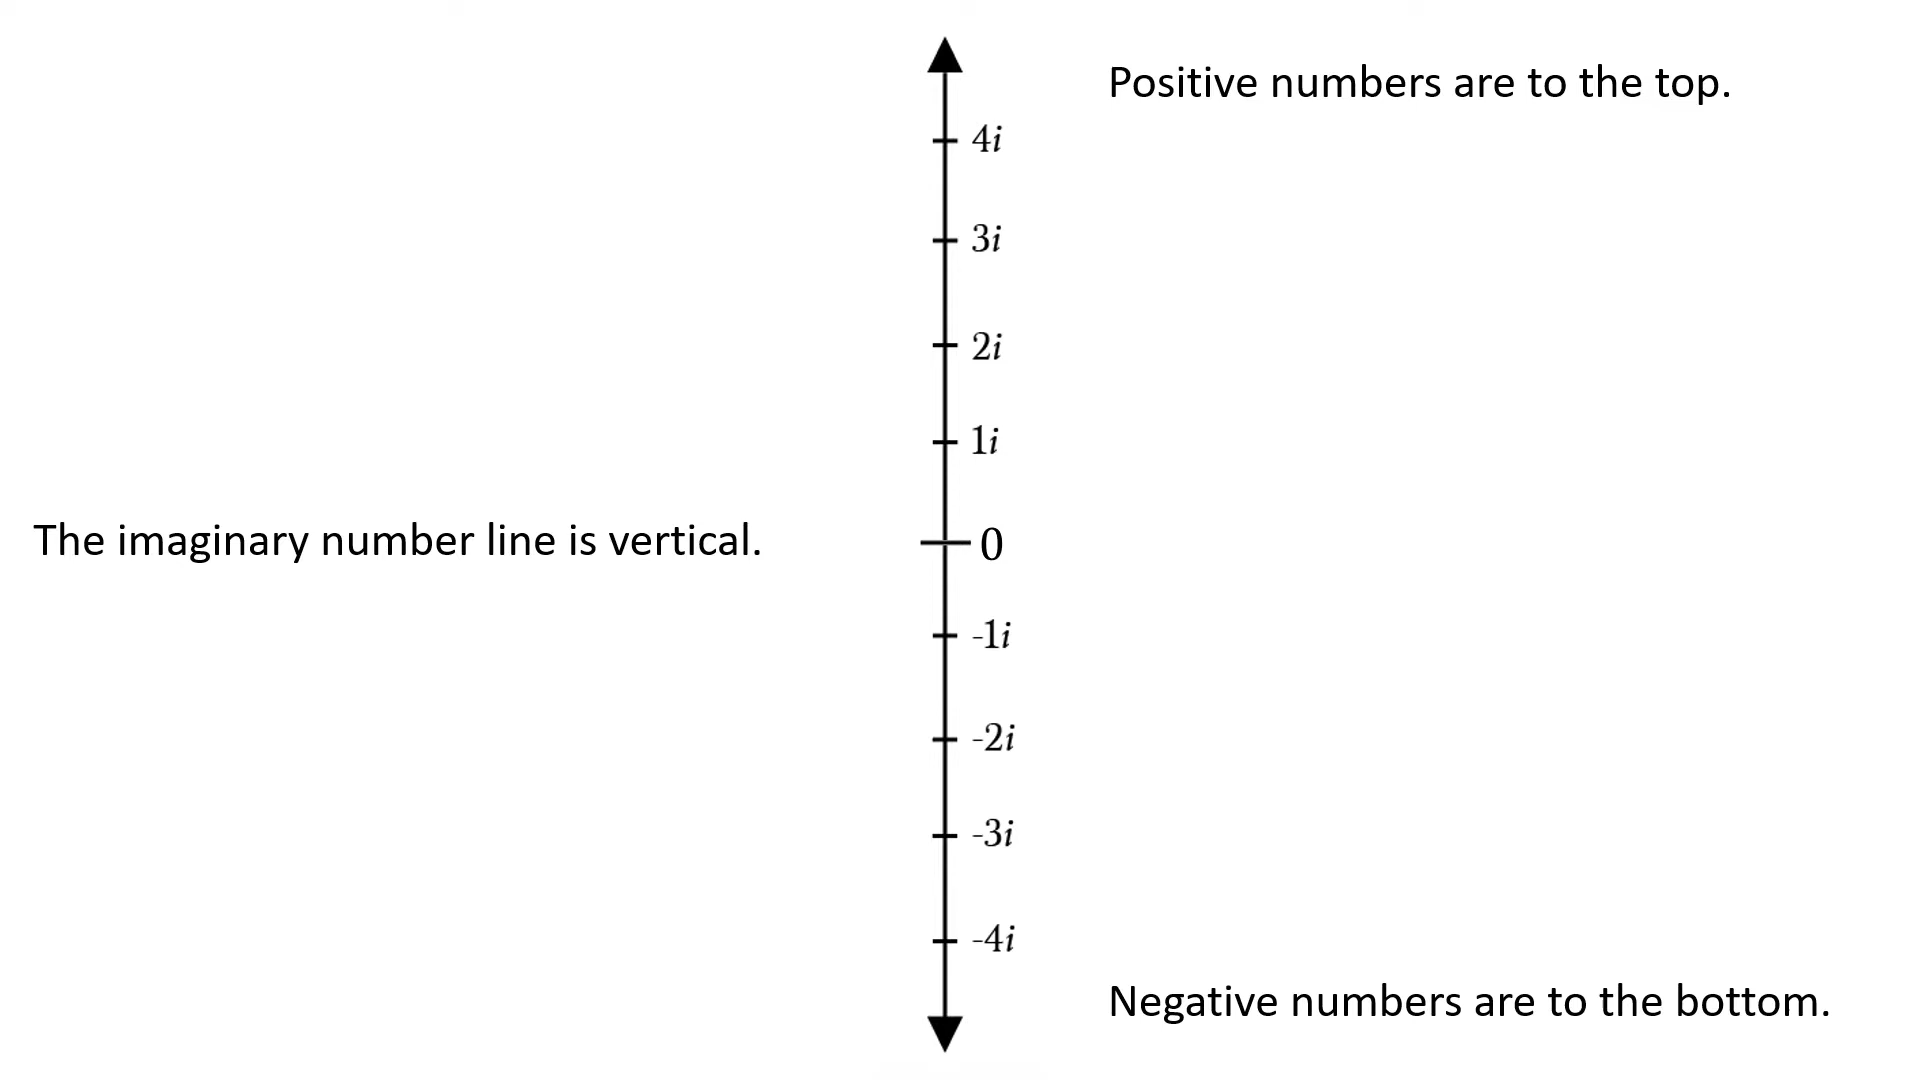 Positive numbers are to the top.
4i
3i
2i
1i
The imaginary number line is vertical.
0
-1i
-2i
-3i
-4i
Negative numbers are to the bottom.